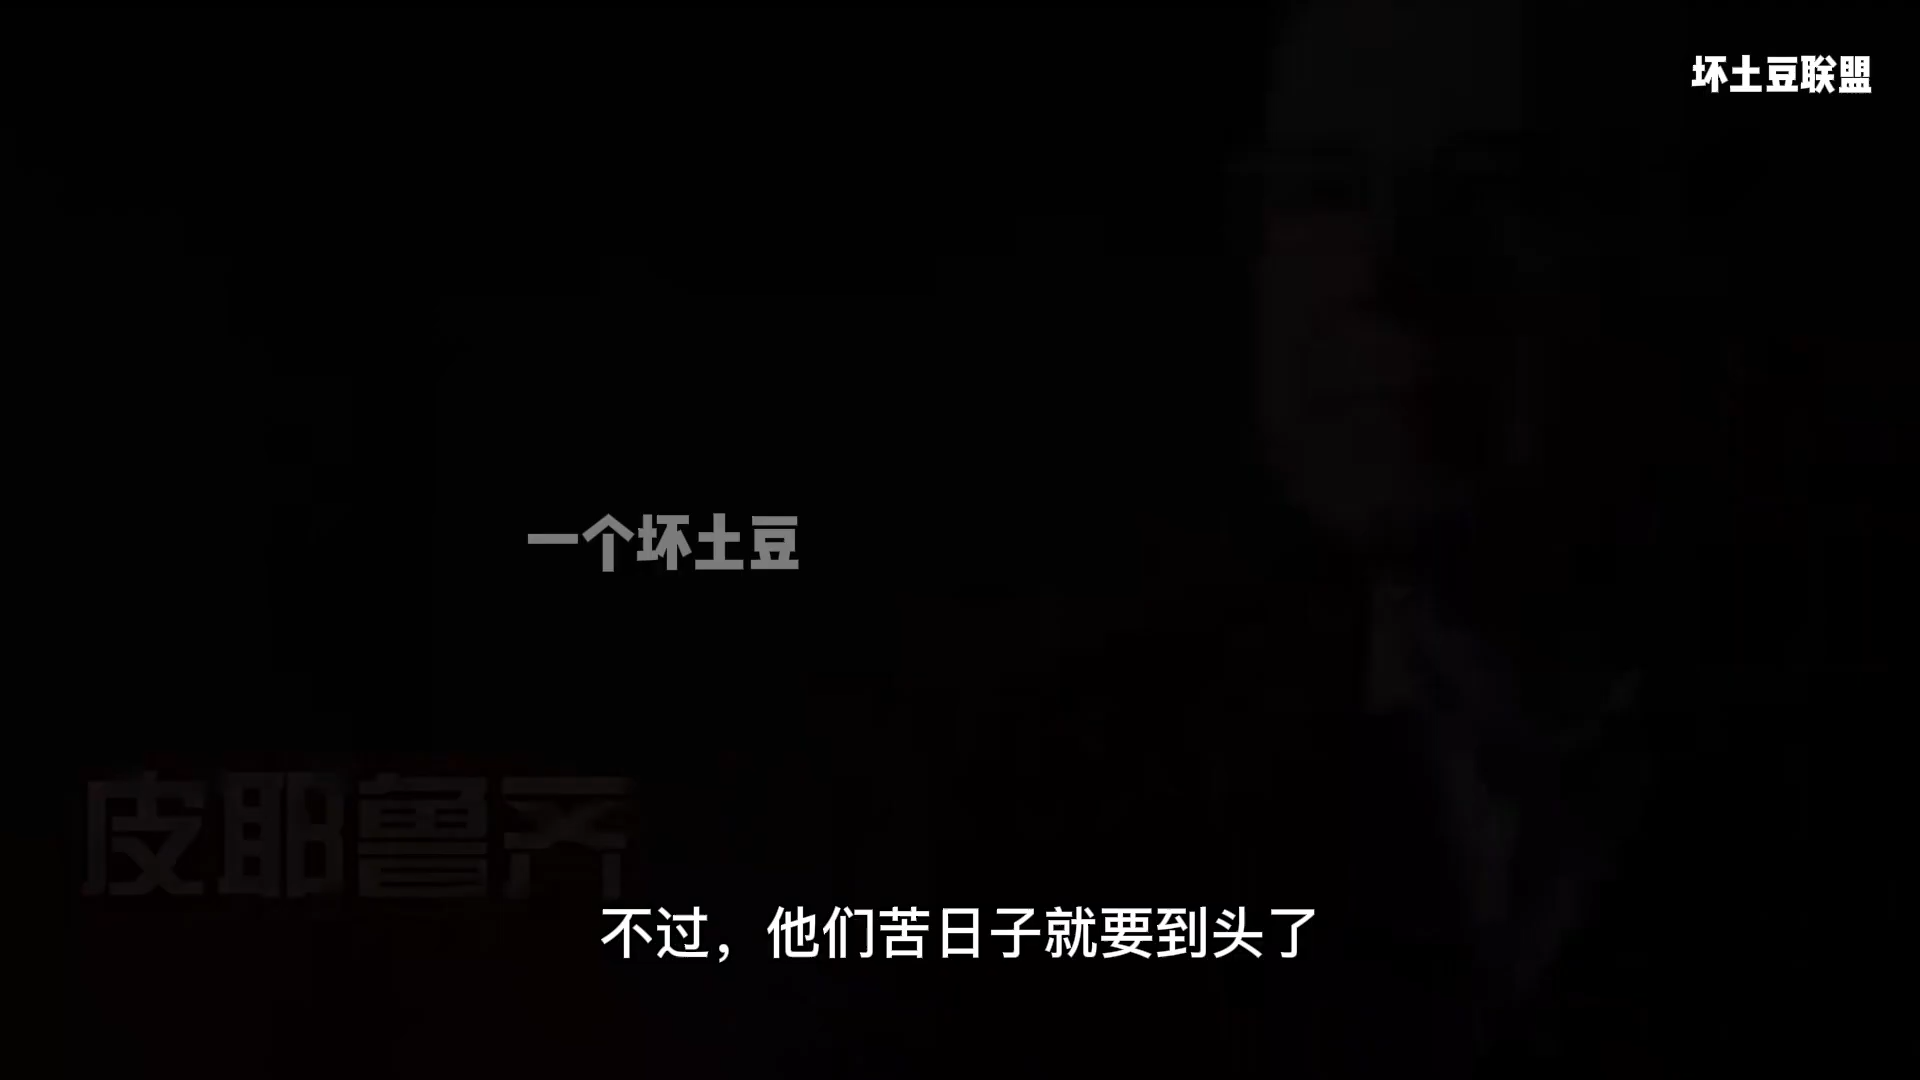 坏土豆联盟
一个坏土豆
皮耶鲁齐
不过，他们苦日子就要到头了